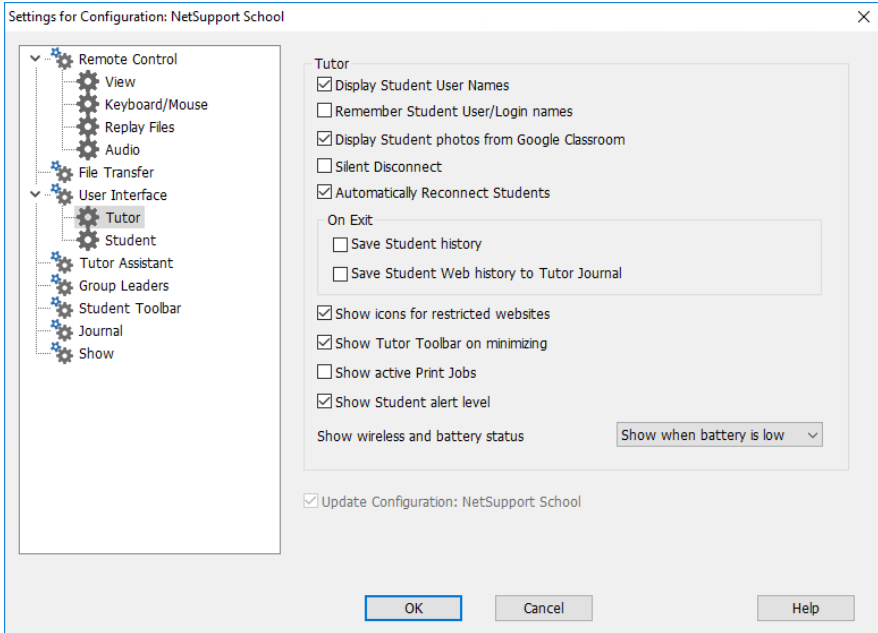 Settings for Configuration: NetSupport School
Remote Control
View
Keyboard/Mouse
Replay Files
Audio
File Transfer
User Interface
Tutor
Student
Tutor Assistant
Group Leaders
Student Toolbar
Journal
Show
Tutor
Display Student User Names
Remember Student User/Login names
Display Student photos from Google Classroom
Silent Disconnect
Automatically Reconnect Students
On Exit
Save Student history
Save Student Web history to Tutor Journal
Show icons for restricted websites
Show Tutor Toolbar on minimizing
Show active Print Jobs
Show Student alert level
Show wireless and battery status Show when battery is low
Update Configuration: NetSupport School
OK Cancel Help